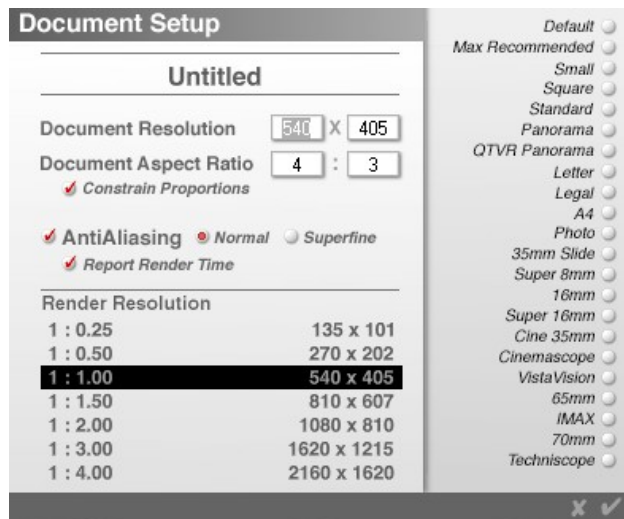 Document Setup
Untitled
Document Resolution 540 X 405
Document Aspect Ratio 4 : 3
Constrain Proportions
AntiAliasing Normal Superfine
Report Render Time
Render Resolution
1 : 0.25 135 x 101
1 : 0.50 270 x 202
1 : 1.00 540 x 405
1 : 1.50 810 x 607
1 : 2.00 1080 x 810
1 : 3.00 1620 x 1215
1 : 4.00 2160 x 1620
Default
Max Recommended
Small
Square
Standard
Panorama
QTVR Panorama
Letter
Legal
A4
Photo
35mm Slide
Super 8mm
16mm
Super 16mm
Cine 35mm
Cinemascope
VistaVision
65mm
IMAX
70mm
Techniscope